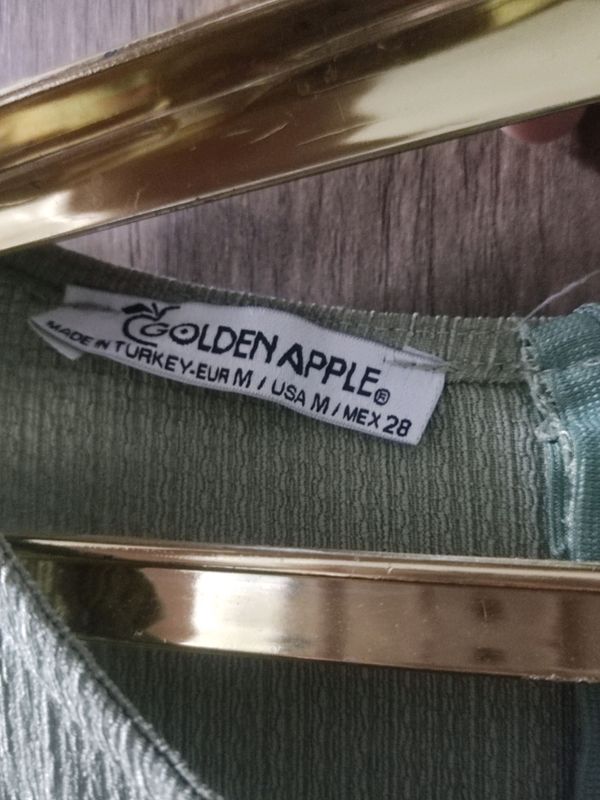 GOLDEN APPLE®
MADE IN TURKEY-EUR M / USA M / MEX 28